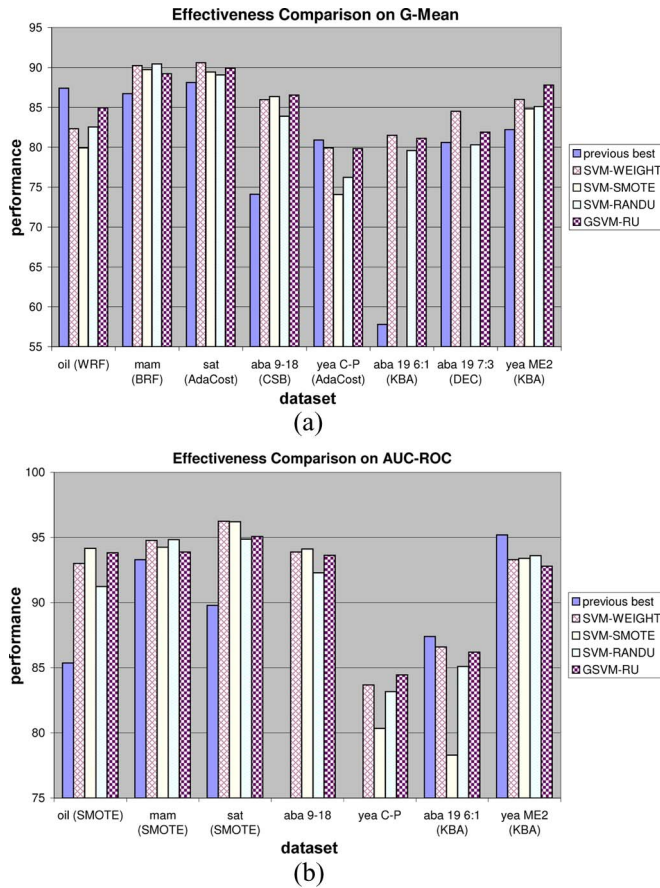 Effectiveness Comparison on G-Mean
95
90
85
80
75
70
65
60
55
performance
oil (WRF) mam (BRF) sat (AdaCost) aba 9-18 (CSB) yea C-P (AdaCost) aba 19 6:1 (KBA) aba 19 7:3 (DEC) yea ME2 (KBA)
dataset
previous best
SVM-WEIGHT
SVM-SMOTE
SVM-RANDU
GSVM-RU
(a)
Effectiveness Comparison on AUC-ROC
100
95
90
85
80
75
performance
oil (SMOTE) mam (SMOTE) sat (SMOTE) aba 9-18 yea C-P aba 19 6:1 (KBA) yea ME2 (KBA)
dataset
previous best
SVM-WEIGHT
SVM-SMOTE
SVM-RANDU
GSVM-RU
(b)